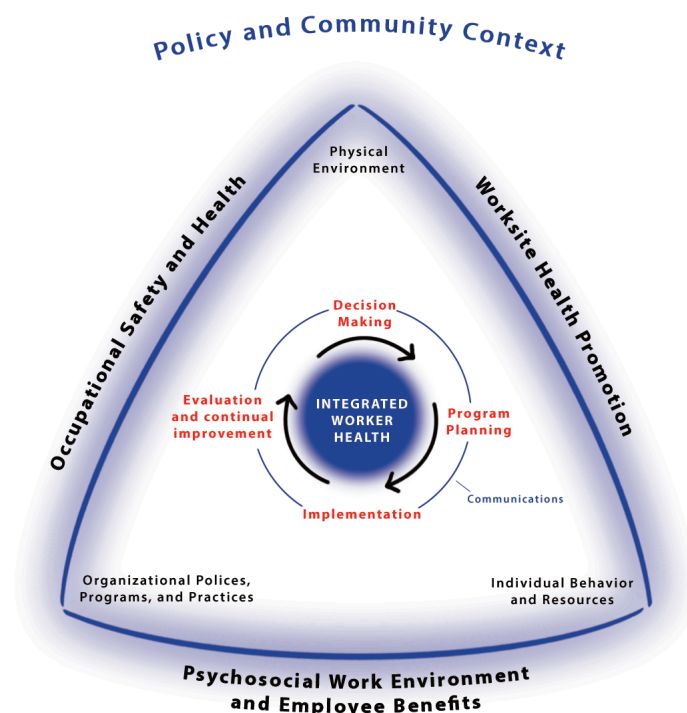 Policy and Community Context
Physical
Environment
Occupational Safety and Health
Worksite Health Promotion
Decision
Making
Evaluation
and continual
improvement
INTEGRATED
WORKER
HEALTH
Program
Planning
Communications
Implementation
Organizational Polices,
Programs, and Practices
Individual Behavior
and Resources
Psychosocial Work Environment
and Employee Benefits